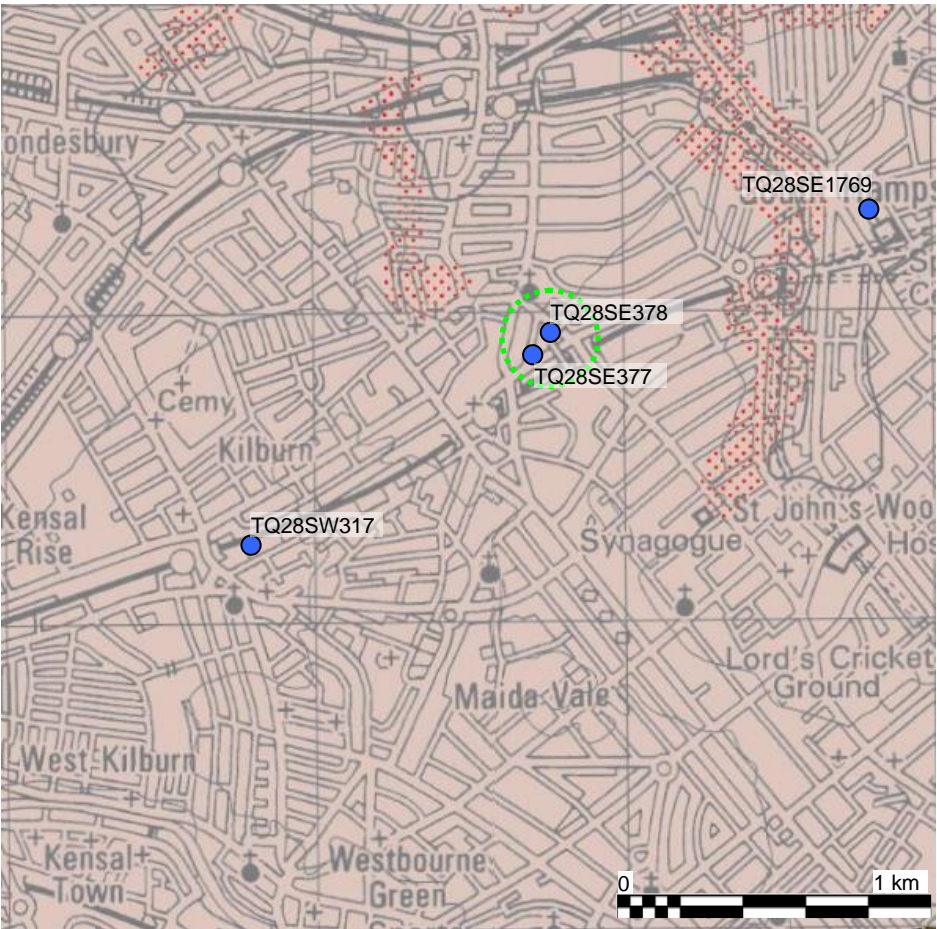 ondesbury
TQ28SE1769
TQ28SE378
TQ28SE377
Cemy
Kilburn
Kensal
Rise
TQ28SW317
St John's Woo
Synagogue
Hos
Lord's Cricket
Ground
Maida Vale
West Kilburn
Kensal
Town
Westbourne
Green
0
1 km